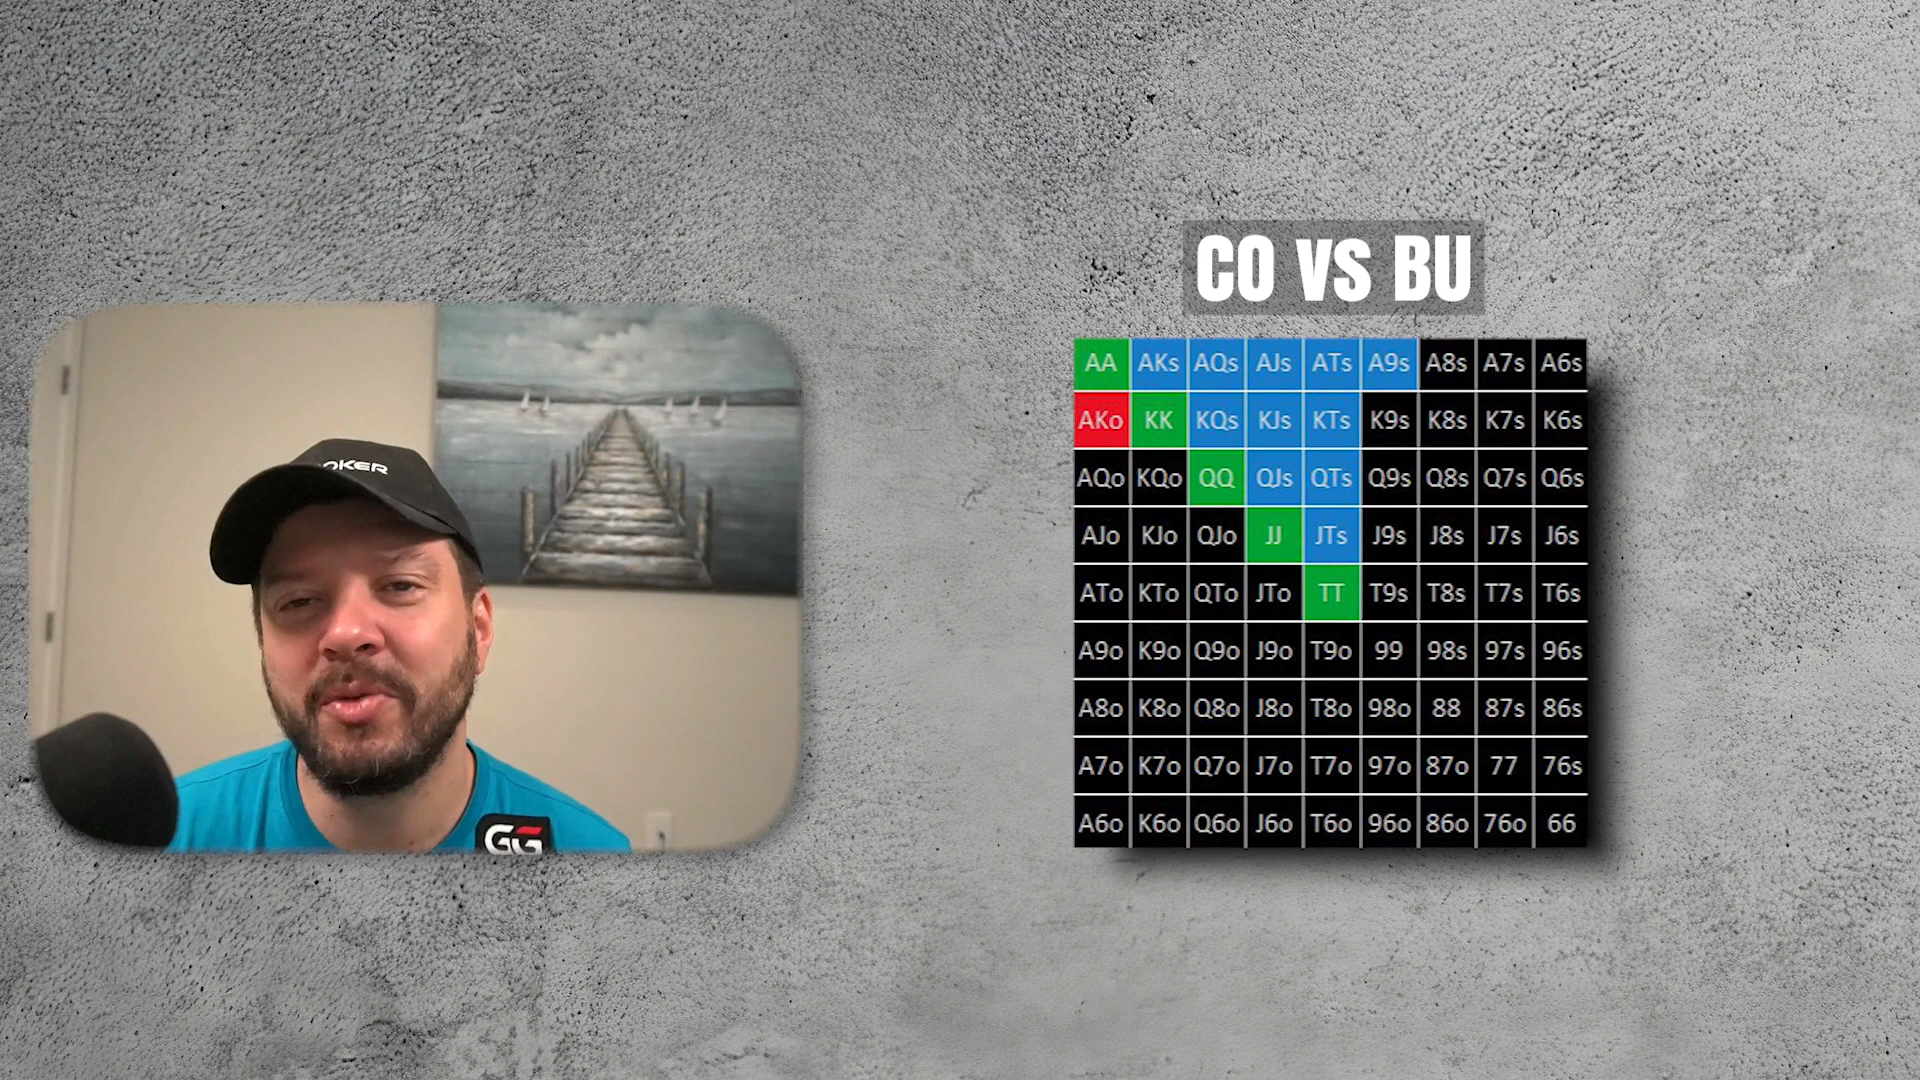 CO VS BU
AA AKs AQs AJs ATs A9s A8s A7s A6s
AKo KK KQs KJs KTs K9s K8s K7s K6s
AQo KQo QQ QJs QTs Q9s Q8s Q7s Q6s
AJo KJo QJo JJ JTs J9s J8s J7s J6s
ATo KTo QTo JTo TT T9s T8s T7s T6s
A9o K9o Q9o J9o T9o 99 98s 97s 96s
A8o K8o Q8o J8o T8o 98o 88 87s 86s
A7o K7o Q7o J7o T7o 97o 87o 77 76s
A6o K6o Q6o J6o T6o 96o 86o 76o 66
OKER
GG